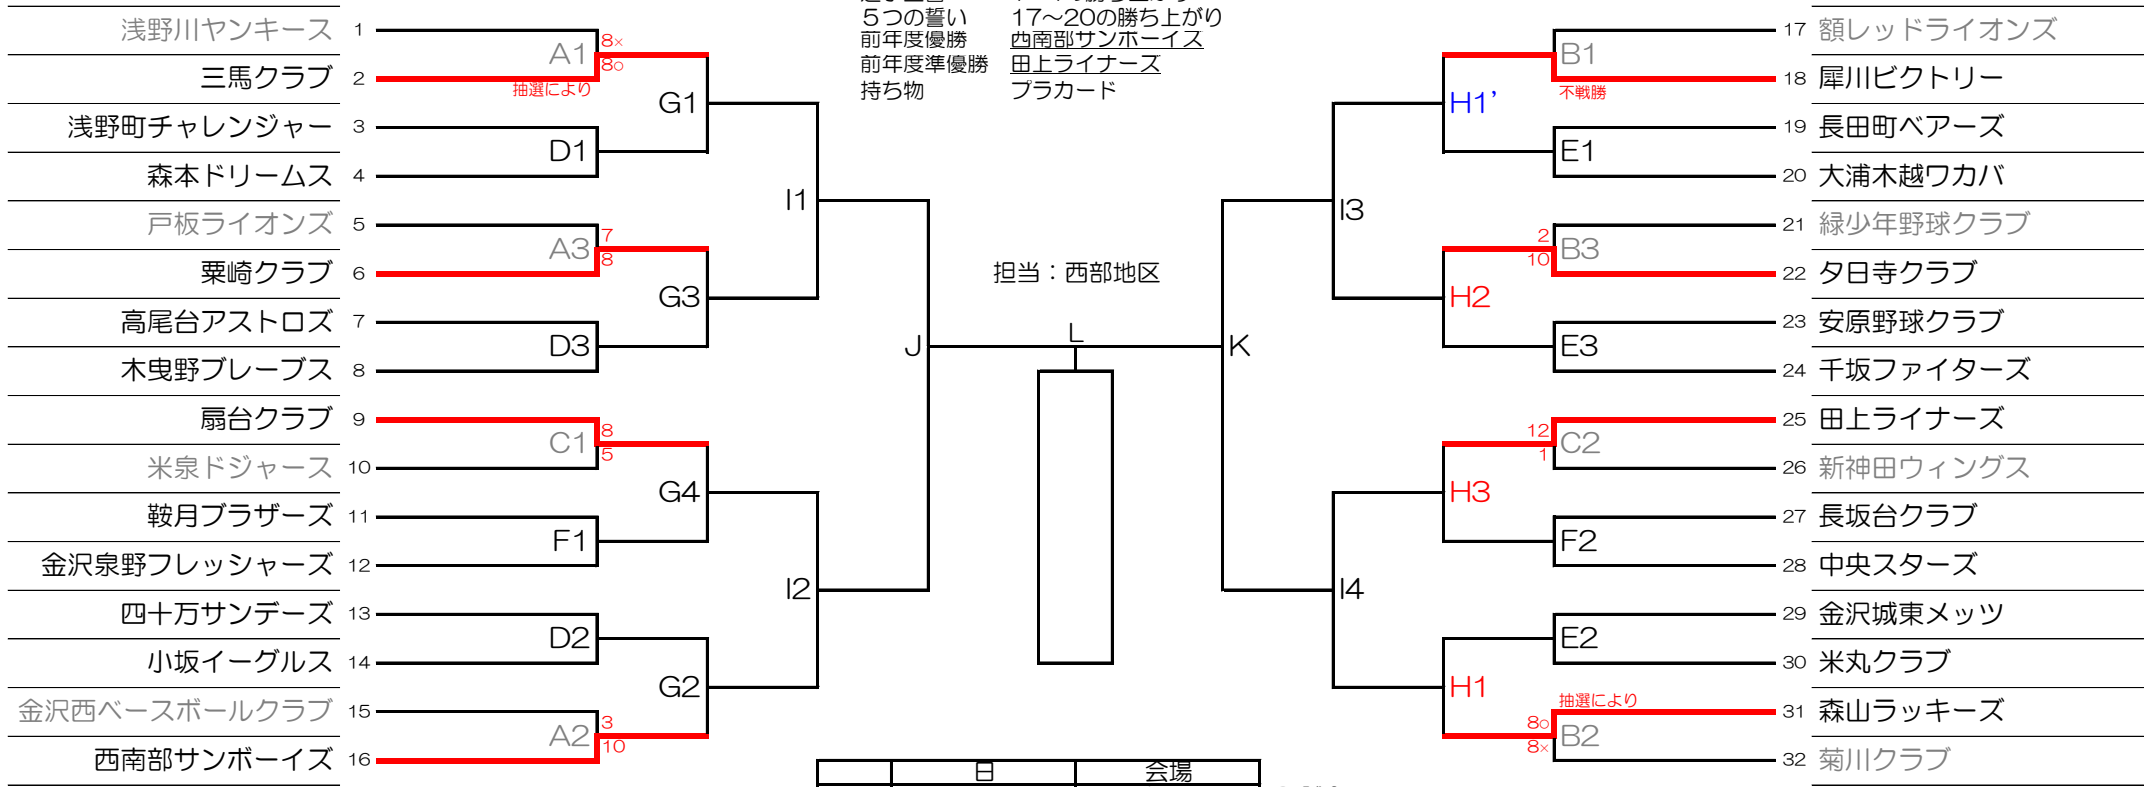 5つの誓い 17〜20の勝ち上がり
前年度優勝 西南部サンボーイズ
前年度準優勝 田上ライナーズ
持ち物 プラカード
浅野川ヤンキース 1
三馬クラブ 2
浅野町チャレンジャー 3
森本ドリームス 4
戸板ライオンズ 5
粟崎クラブ 6
高尾台アストロズ 7
木曳野ブレーブス 8
扇台クラブ 9
米泉ドジャース 10
鞍月ブラザーズ 11
金沢泉野フレッシャーズ 12
四十万サンデーズ 13
小坂イーグルス 14
金沢西ベースボールクラブ 15
西南部サンボーイズ 16
A1 8× 8○
抽選により
D1
A3 7 8
D3
C1 8 5
F1
D2
A2 3 10
G1
G3
G4
G2
I1
I2
J
担当：西部地区
L
K
I3
I4
H1’
H2
H3
H1
B1
不戦勝
E1
2 10 B3
E3
12 1 C2
F2
E2
抽選により
8○ 8× B2
17 額レッドライオンズ
18 犀川ビクトリー
19 長田町ベアーズ
20 大浦木越ワカバ
21 緑少年野球クラブ
22 夕日寺クラブ
23 安原野球クラブ
24 千坂ファイターズ
25 田上ライナーズ
26 新神田ウィングス
27 長坂台クラブ
28 中央スターズ
29 金沢城東メッツ
30 米丸クラブ
31 森山ラッキーズ
32 菊川クラブ
日 会場